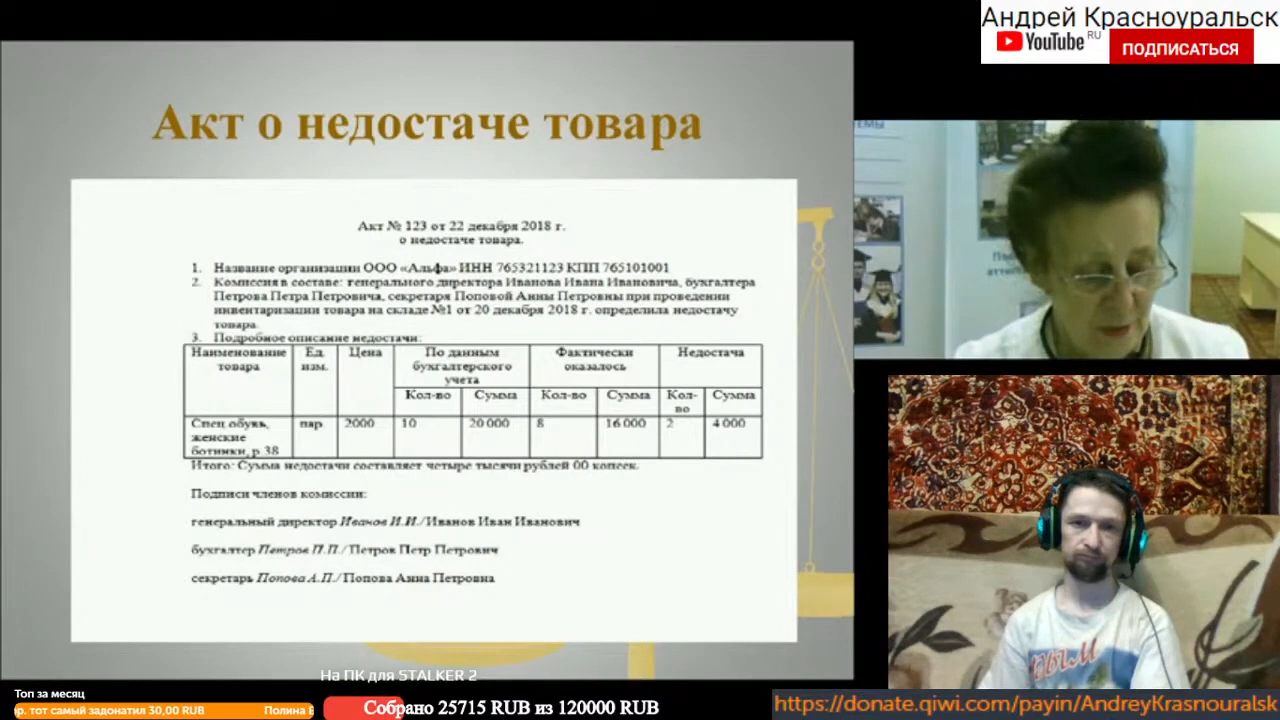 Андрей Красноуральск
YouTube RU
ПОДПИСАТЬСЯ
Акт о недостаче товара
Акт № 123 от 22 декабря 2018 г.
о недостаче товара.
1. Название организации ООО «Альфа» ИНН 765321123 КПП 765101001
2. Комиссия в составе: генерального директора Иванова Ивана Ивановича, бухгалтера
Петрова Петра Петровича, секретаря Поповой Анны Петровны при проведении
инвентаризации товара на складе №1 от 20 декабря 2018 г. определила недостачу
товара.
3. Подробное описание недостачи:
Наименование товара Ед. изм. Цена По данным бухгалтерского учета Фактически оказалось Недостача
Кол-во Сумма Кол-во Сумма Кол-во Сумма
Спец.обувь, женские ботинки, р.38 пар. 2000 10 20 000 8 16 000 2 4 000
Итого: Сумма недостачи составляет четыре тысячи рублей 00 копеек.
Подписи членов комиссии:
генеральный директор Иванов И.И./ Иванов Иван Иванович
бухгалтер Петров П.П./ Петров Петр Петрович
секретарь Попова А.П./ Попова Анна Петровна
На ПК для STALKER 2
Топ за месяц
тот самый задонатил 30,00 RUB
Полина
Собрано 25715 RUB из 120000 RUB
https://donate.qiwi.com/payin/AndreyKrasnouralsk